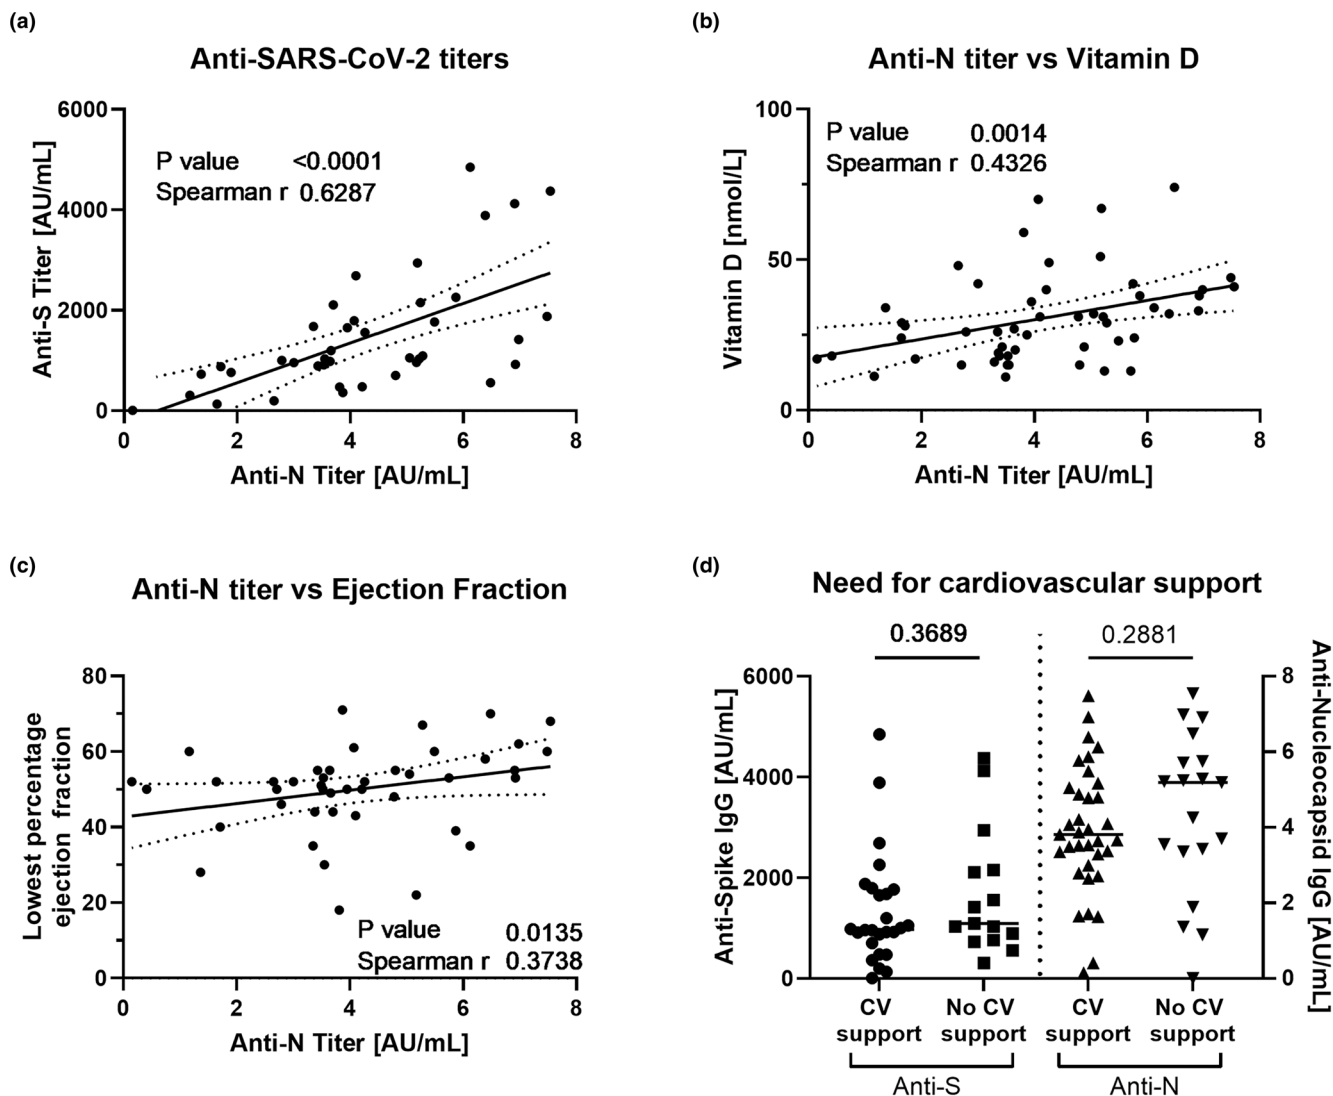 (a)
Anti-SARS-CoV-2 titers
6000
4000
2000
0
Anti-S Titer [AU/mL]
P value <0.0001
Spearman r 0.6287
0 2 4 6 8
Anti-N Titer [AU/mL]
(b)
Anti-N titer vs Vitamin D
100
50
0
Vitamin D [nmol/L]
P value 0.0014
Spearman r 0.4326
0 2 4 6 8
Anti-N Titer [AU/mL]
(c)
Anti-N titer vs Ejection Fraction
80
60
40
20
0
Lowest percentage
ejection fraction
P value 0.0135
Spearman r 0.3738
0 2 4 6 8
Anti-N Titer [AU/mL]
(d)
Need for cardiovascular support
0.3689 0.2881
6000
4000
2000
0
Anti-Spike IgG [AU/mL]
8
6
4
2
0
Anti-Nucleocapsid IgG [AU/mL]
CV No CV CV No CV
support support support support
Anti-S Anti-N